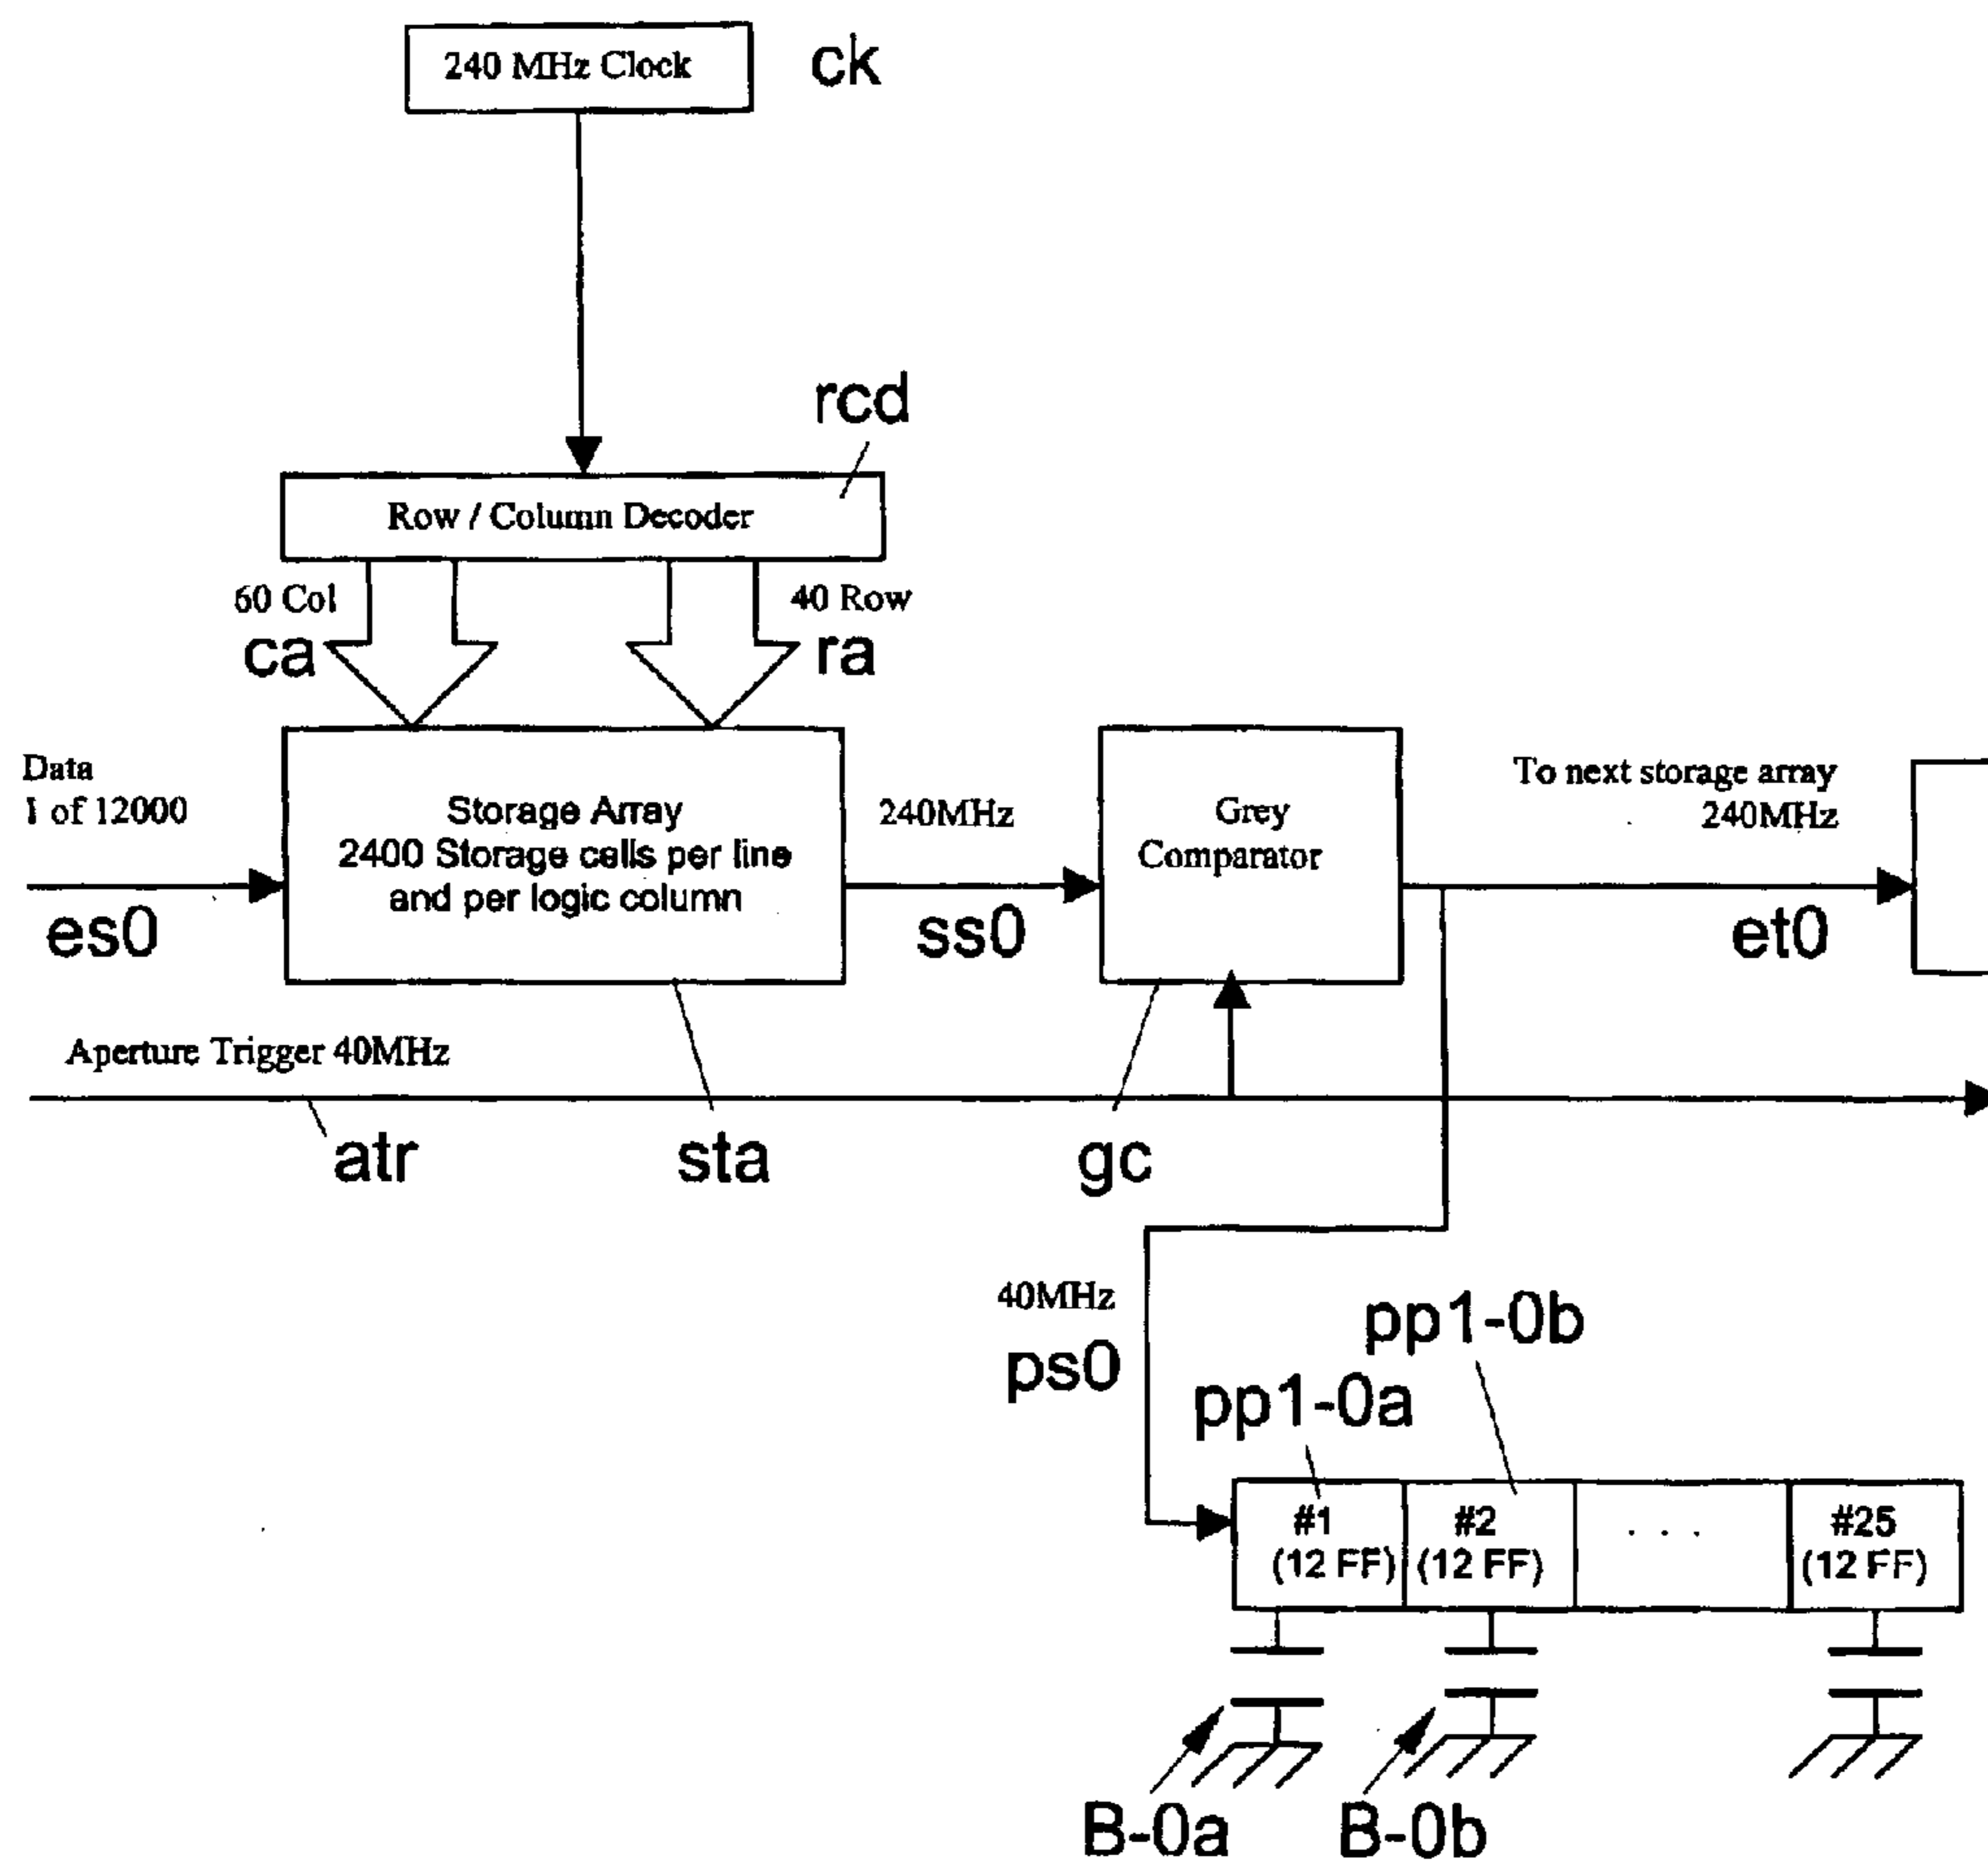 240 MHz Clock
ck
rcd
Row / Column Decoder
60 Col
ca
40 Row
ra
Data
1 of 12000
es0
Storage Array
2400 Storage cells per line
and per logic column
240MHz
ss0
Grey
Comparator
To next storage array
240MHz
et0
Aperture Trigger 40MHz
atr
sta
gc
40MHz
ps0
pp1-0b
pp1-0a
#1
(12 FF)
#2
(12 FF)
. . .
#25
(12 FF)
B-0a
B-0b